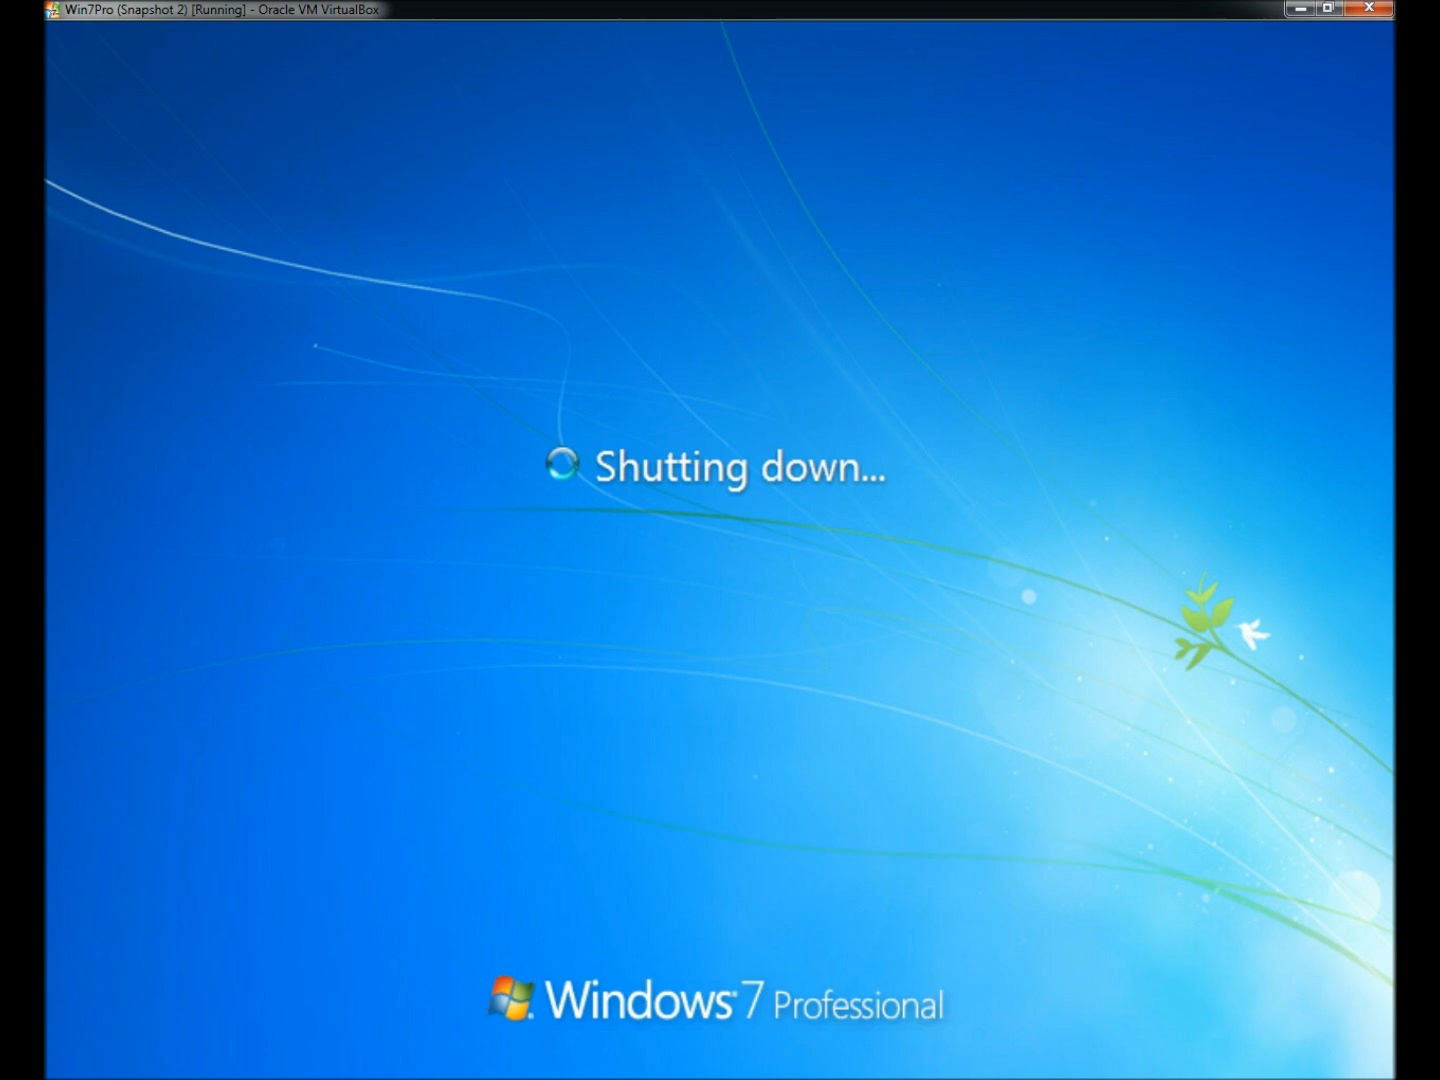 Win7Pro (Snapshot 2) [Running] - Oracle VM VirtualBox
Shutting down...
Windows 7 Professional